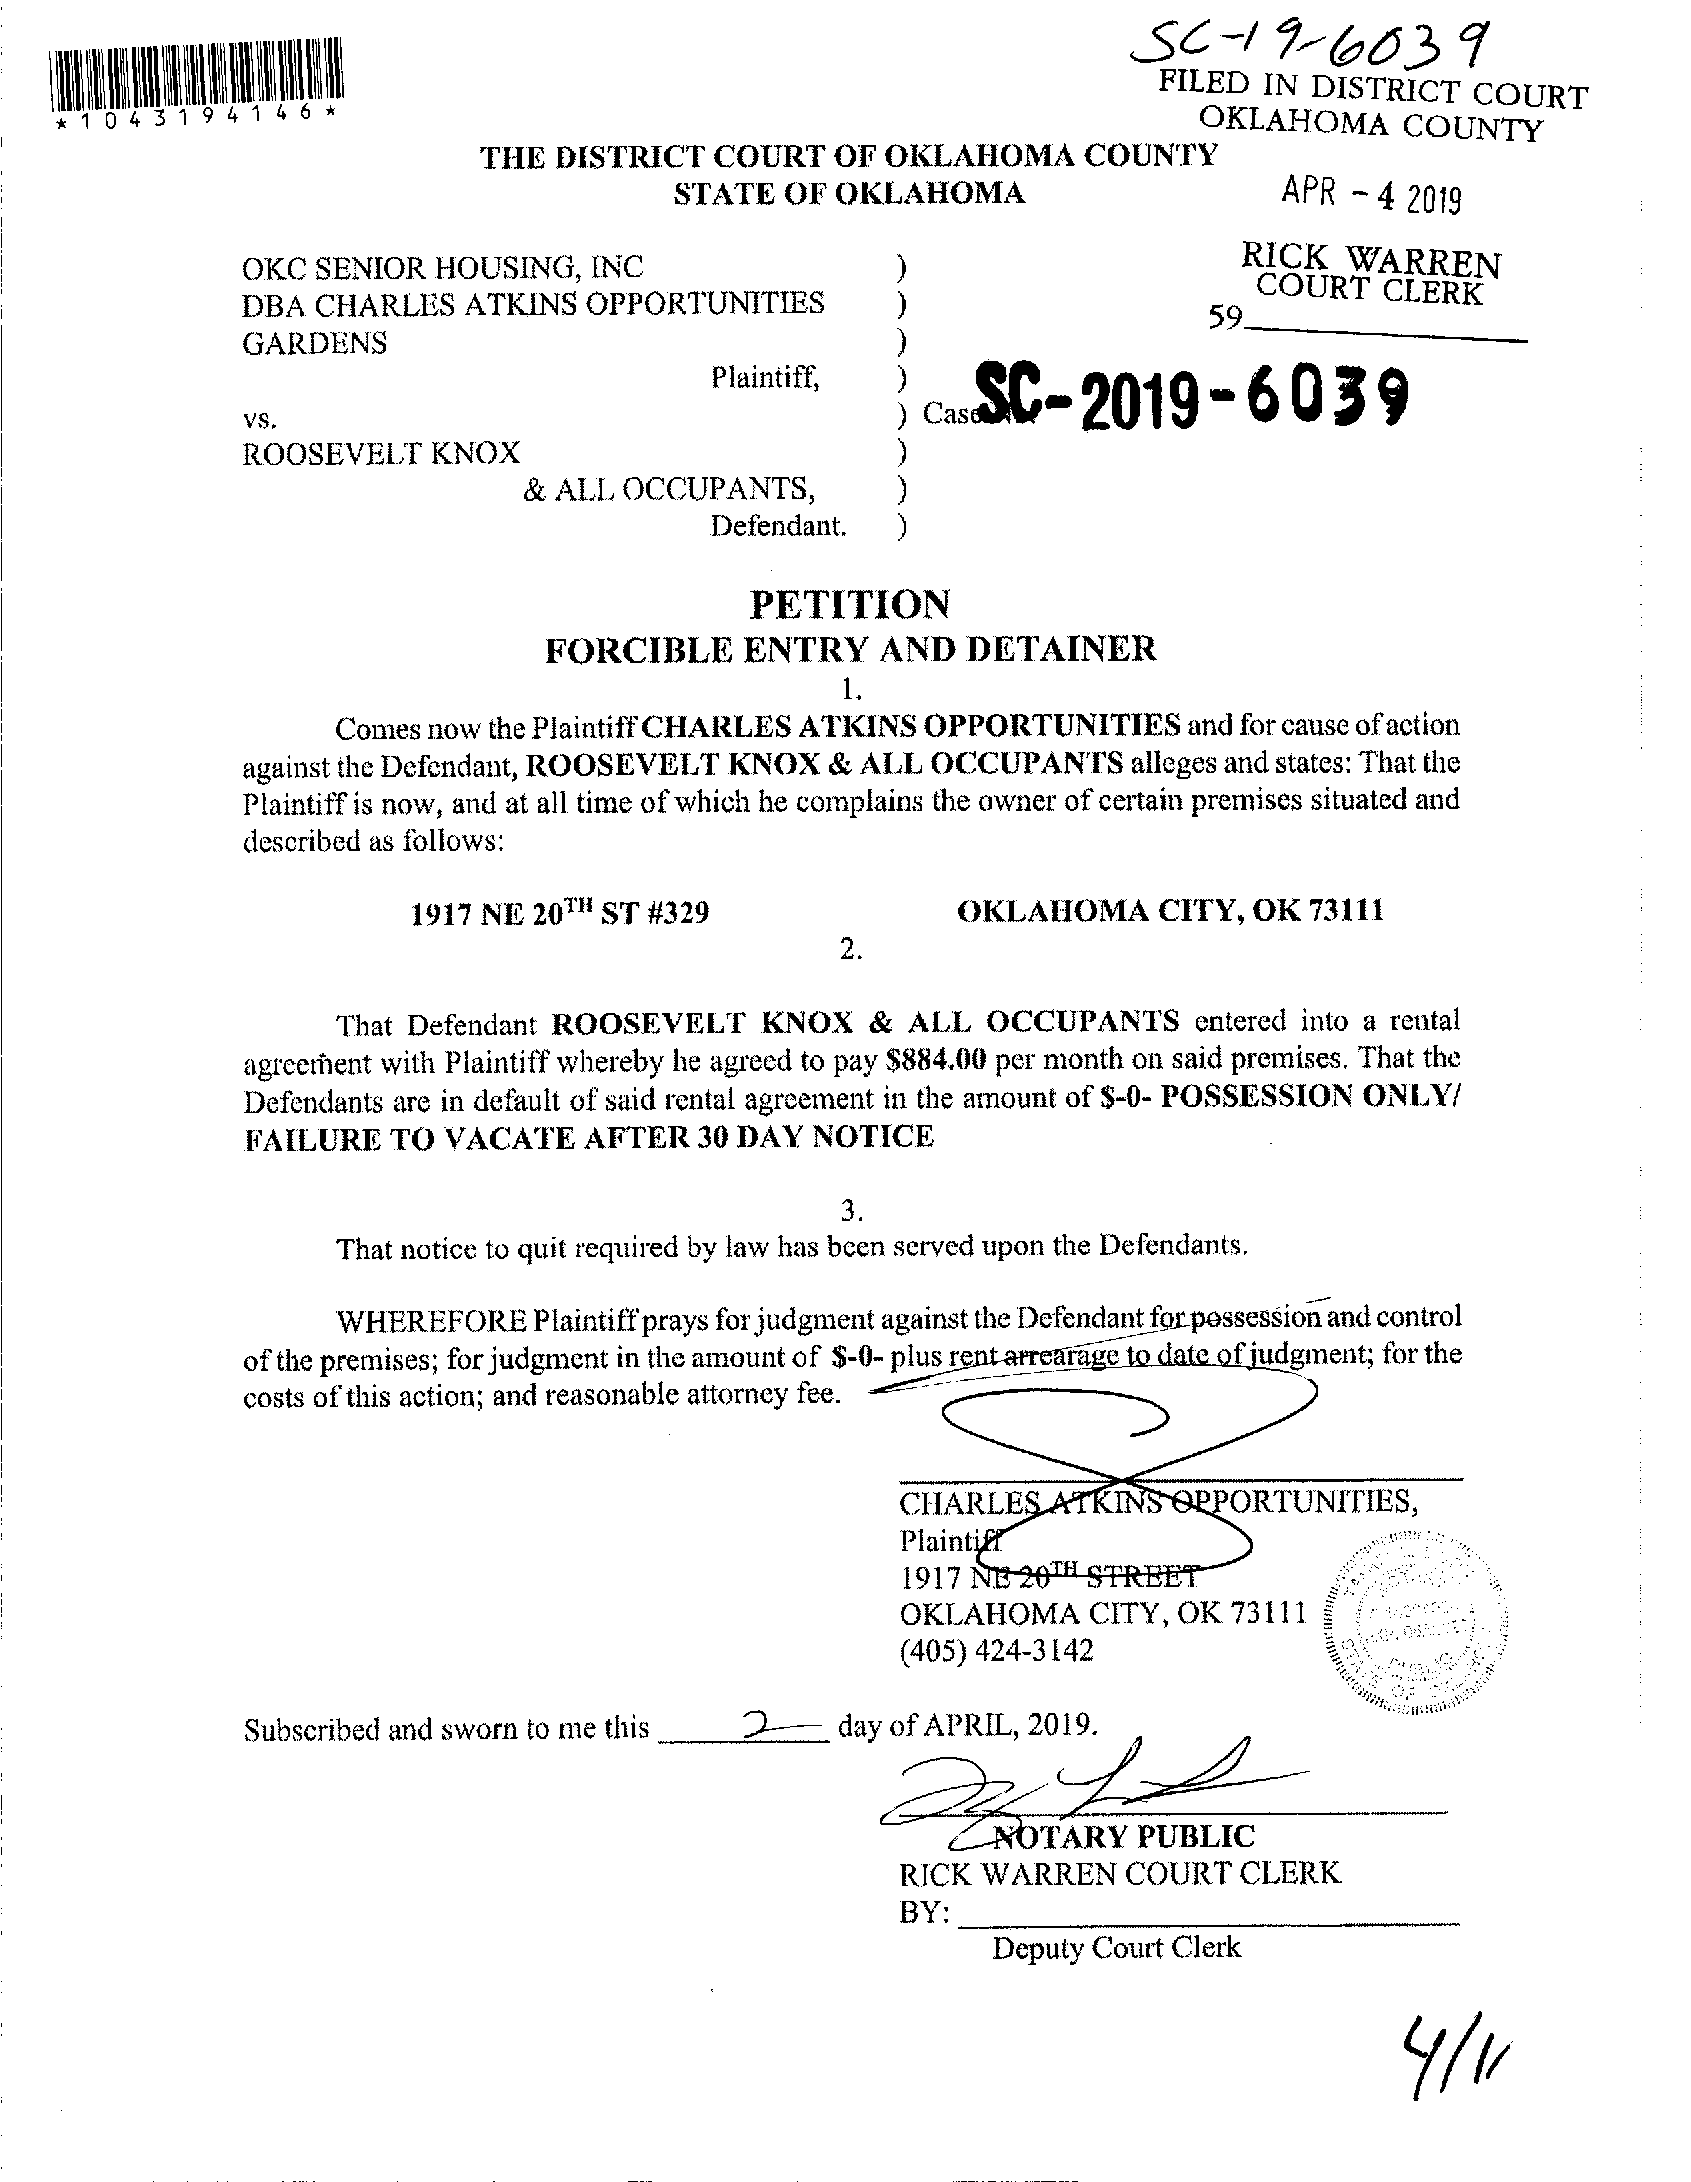 SC-19-6039
FILED IN DISTRICT COURT
OKLAHOMA COUNTY
*1043194146*
THE DISTRICT COURT OF OKLAHOMA COUNTY
STATE OF OKLAHOMA
APR - 4 2019
RICK WARREN
COURT CLERK
59
OKC SENIOR HOUSING, INC )
DBA CHARLES ATKINS OPPORTUNITIES )
GARDENS )
Plaintiff, )
vs. ) Case SC-2019-6039
ROOSEVELT KNOX )
& ALL OCCUPANTS, )
Defendant. )
PETITION
FORCIBLE ENTRY AND DETAINER
1.
Comes now the Plaintiff CHARLES ATKINS OPPORTUNITIES and for cause of action
against the Defendant, ROOSEVELT KNOX & ALL OCCUPANTS alleges and states: That the
Plaintiff is now, and at all time of which he complains the owner of certain premises situated and
described as follows:
1917 NE 20TH ST #329 OKLAHOMA CITY, OK 73111
2.
That Defendant ROOSEVELT KNOX & ALL OCCUPANTS entered into a rental
agreement with Plaintiff whereby he agreed to pay $884.00 per month on said premises. That the
Defendants are in default of said rental agreement in the amount of $-0- POSSESSION ONLY/
FAILURE TO VACATE AFTER 30 DAY NOTICE
3.
That notice to quit required by law has been served upon the Defendants.
WHEREFORE Plaintiff prays for judgment against the Defendant for possession and control
of the premises; for judgment in the amount of $-0- plus rent arrearage to date of judgment; for the
costs of this action; and reasonable attorney fee.
CHARLES ATKINS OPPORTUNITIES,
Plaintiff
1917 NE 20TH STREET
OKLAHOMA CITY, OK 73111
(405) 424-3142
Subscribed and sworn to me this 2 day of APRIL, 2019.
NOTARY PUBLIC
RICK WARREN COURT CLERK
BY:
Deputy Court Clerk
4/11